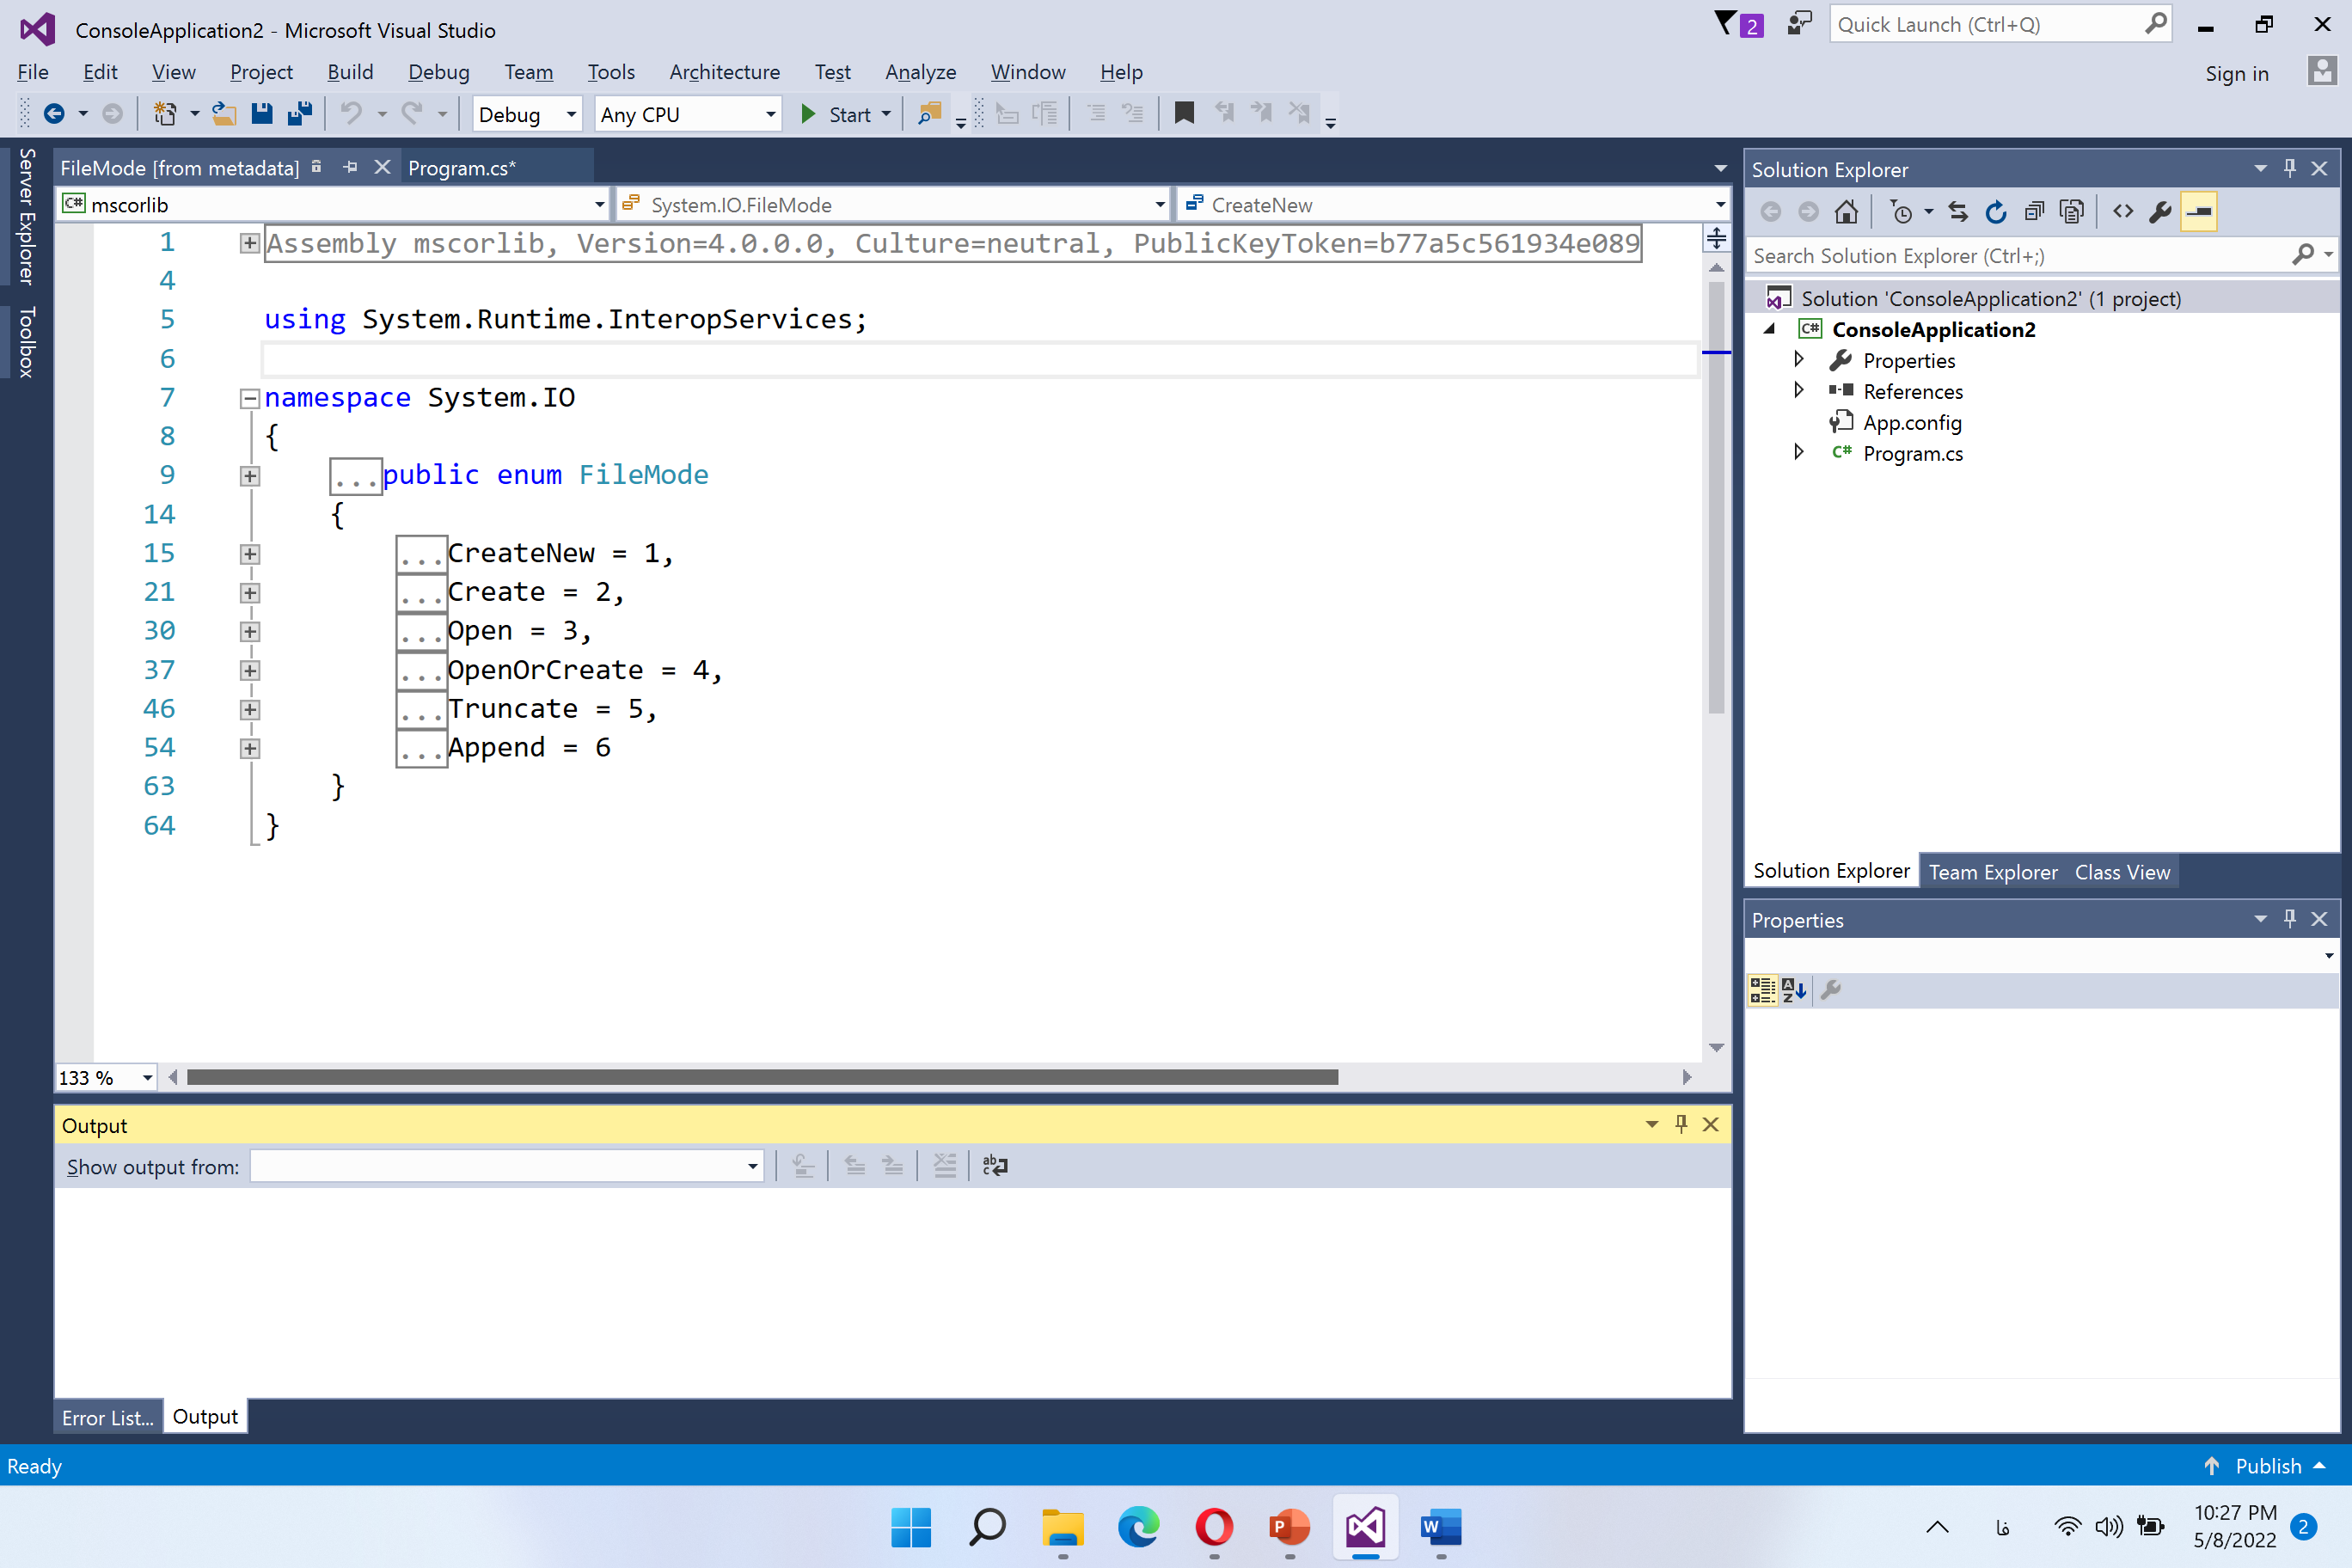 ConsoleApplication2 - Microsoft Visual Studio
2
Quick Launch (Ctrl+Q)
File Edit View Project Build Debug Team Tools Architecture Test Analyze Window Help
Sign in
Debug Any CPU Start
Server Explorer
Toolbox
FileMode [from metadata] Program.cs*
C# mscorlib System.IO.FileMode CreateNew
1 Assembly mscorlib, Version=4.0.0.0, Culture=neutral, PublicKeyToken=b77a5c561934e089
4
5 using System.Runtime.InteropServices;
6
7 namespace System.IO
8 {
9 ...public enum FileMode
14 {
15 ...CreateNew = 1,
21 ...Create = 2,
30 ...Open = 3,
37 ...OpenOrCreate = 4,
46 ...Truncate = 5,
54 ...Append = 6
63 }
64 }
133 %
Output
Show output from:
Error List... Output
Solution Explorer
Search Solution Explorer (Ctrl+;)
Solution 'ConsoleApplication2' (1 project)
C# ConsoleApplication2
Properties
References
App.config
C# Program.cs
Solution Explorer Team Explorer Class View
Properties
Ready
Publish
فا
10:27 PM
5/8/2022
2